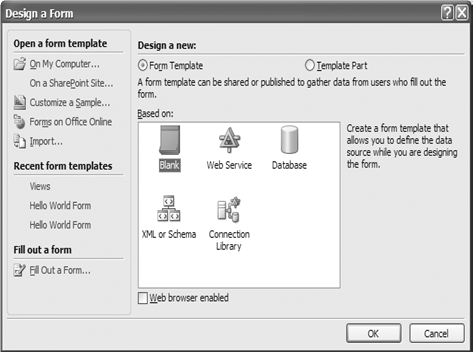 Design a Form
Open a form template
On My Computer...
On a SharePoint Site...
Customize a Sample...
Forms on Office Online
Import...
Recent form templates
Views
Hello World Form
Hello World Form
Fill out a form
Fill Out a Form...
Design a new:
Form Template
Template Part
A form template can be shared or published to gather data from users who fill out the
form.
Based on:
Blank
Web Service
Database
XML or Schema
Connection
Library
Create a form template that
allows you to define the data
source while you are designing
the form.
Web browser enabled
OK
Cancel